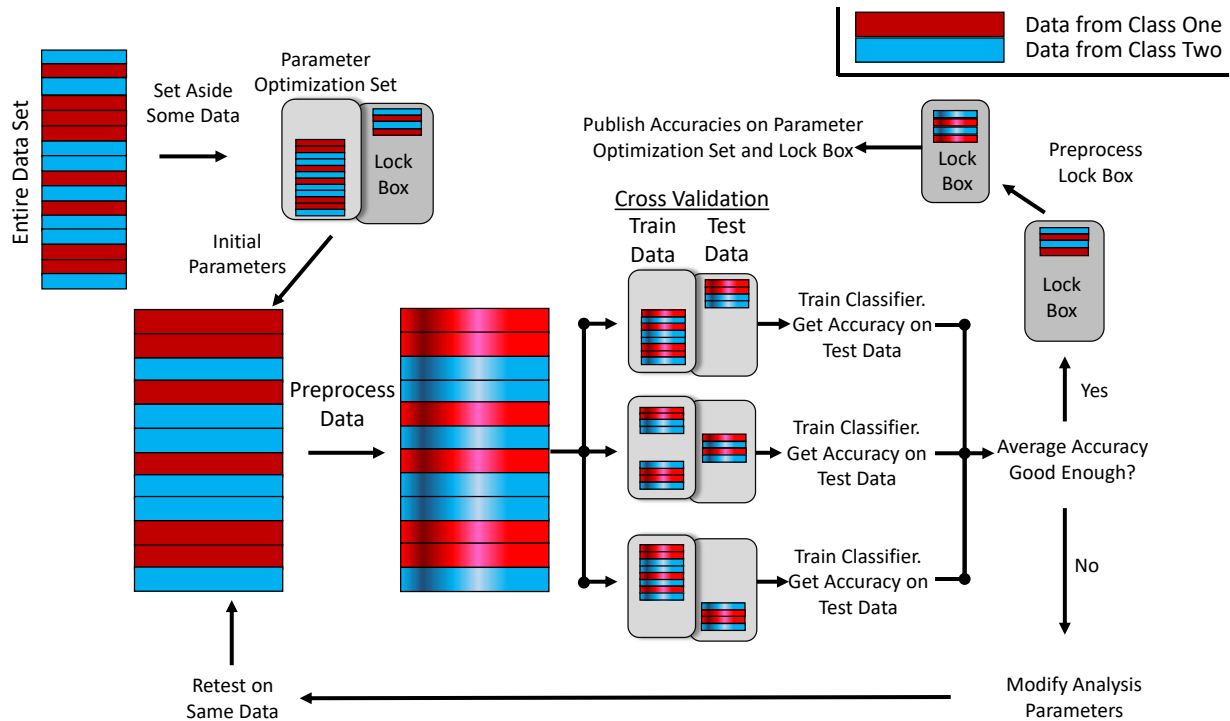 Data from Class One
Data from Class Two
Entire Data Set
Set Aside
Some Data
Parameter
Optimization Set
Lock
Box
Initial
Parameters
Preprocess
Data
Cross Validation
Train
Data
Test
Data
Train Classifier.
Get Accuracy on
Test Data
Train Classifier.
Get Accuracy on
Test Data
Train Classifier.
Get Accuracy on
Test Data
Average Accuracy
Good Enough?
Yes
No
Lock
Box
Preprocess
Lock Box
Lock
Box
Publish Accuracies on Parameter
Optimization Set and Lock Box
Modify Analysis
Parameters
Retest on
Same Data